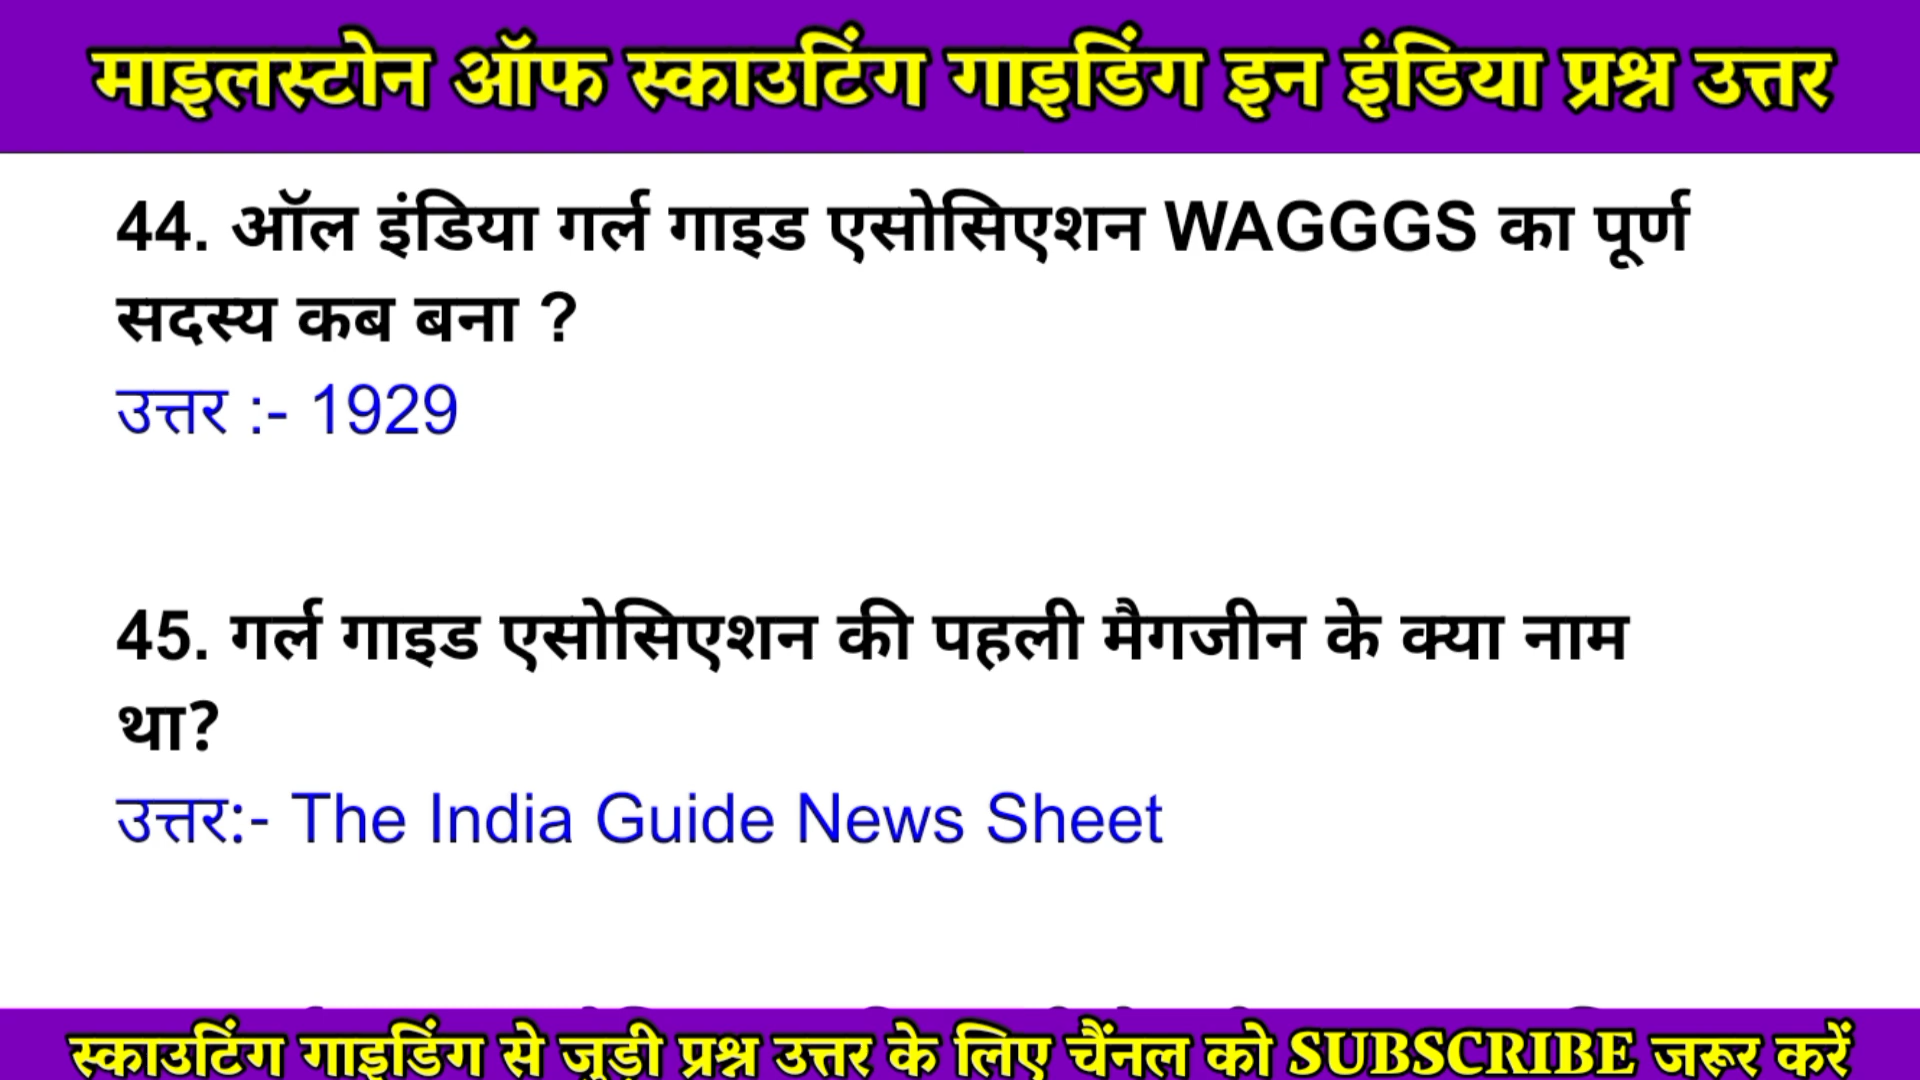 माइलस्टोन ऑफ स्काउटिंग गाइडिंग इन इंडिया प्रश्न उत्तर
44. ऑल इंडिया गर्ल गाइड एसोसिएशन WAGGGS का पूर्ण
सदस्य कब बना ?
उत्तर :- 1929
45. गर्ल गाइड एसोसिएशन की पहली मैगजीन के क्या नाम
था?
उत्तर:- The India Guide News Sheet
स्काउटिंग गाइडिंग से जुड़ी प्रश्न उत्तर के लिए चैंनल को SUBSCRIBE जरूर करें